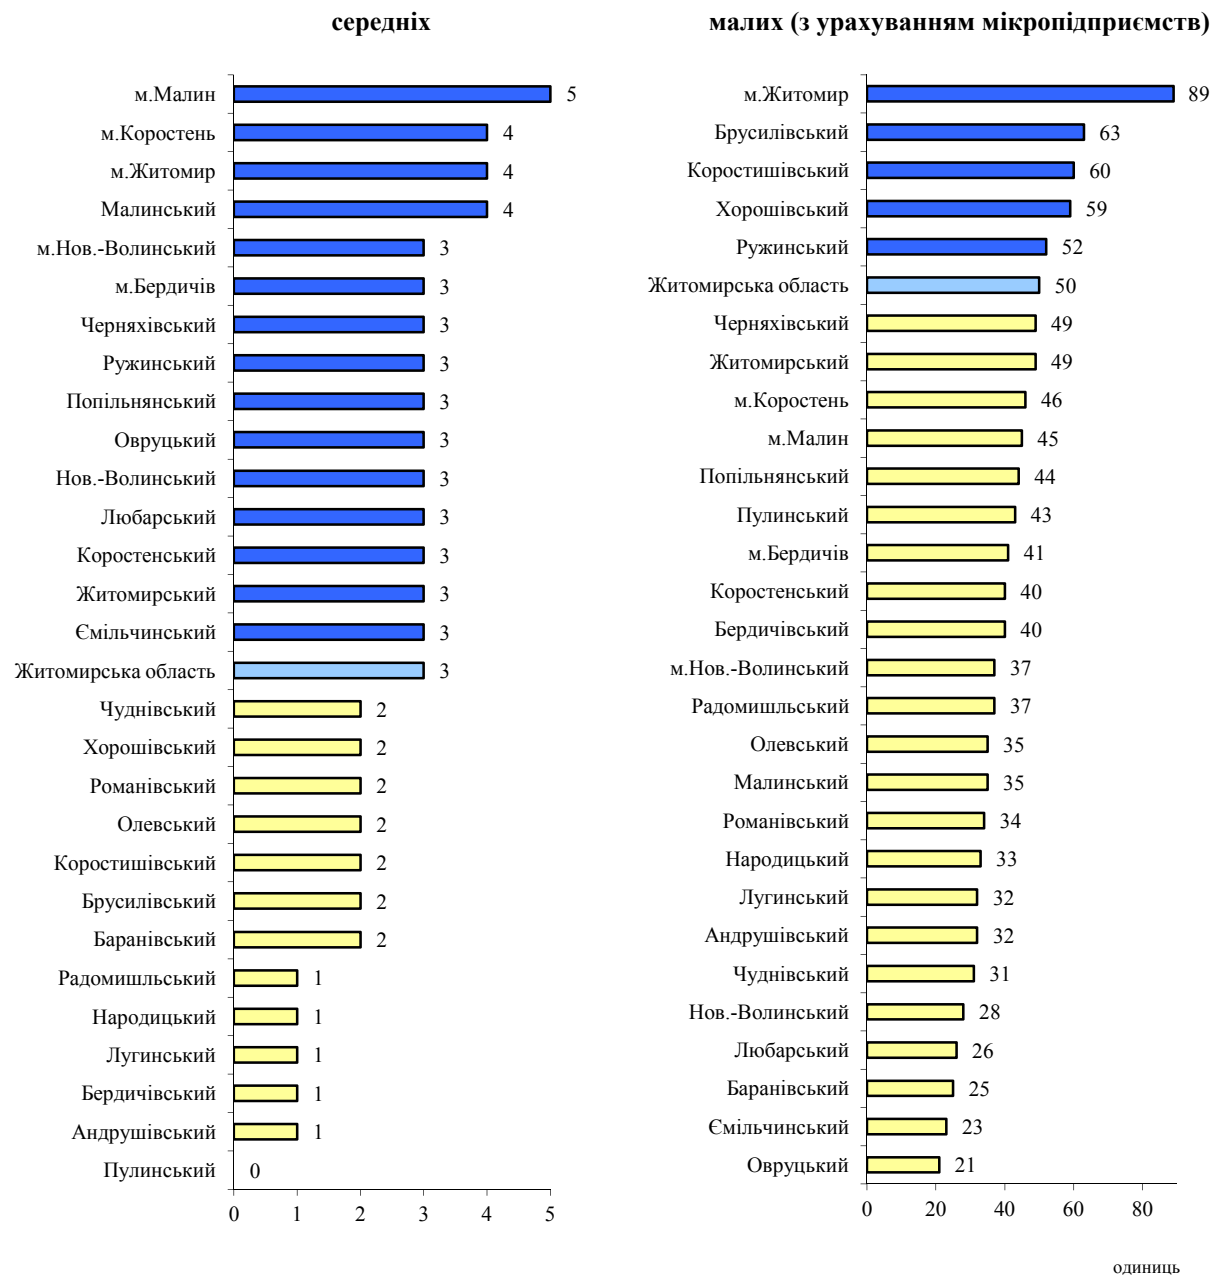 середніх
м.Малин 5
м.Коростень 4
м.Житомир 4
Малинський 4
м.Нов.-Волинський 3
м.Бердичів 3
Черняхівський 3
Ружинський 3
Попільнянський 3
Овруцький 3
Нов.-Волинський 3
Любарський 3
Коростенський 3
Житомирський 3
Ємільчинський 3
Житомирська область 3
Чуднівський 2
Хорошівський 2
Романівський 2
Олевський 2
Коростишівський 2
Брусилівський 2
Баранівський 2
Радомишльський 1
Народицький 1
Лугинський 1
Бердичівський 1
Андрушівський 1
Пулинський 0
0 1 2 3 4 5
малих (з урахуванням мікропідприємств)
м.Житомир 89
Брусилівський 63
Коростишівський 60
Хорошівський 59
Ружинський 52
Житомирська область 50
Черняхівський 49
Житомирський 49
м.Коростень 46
м.Малин 45
Попільнянський 44
Пулинський 43
м.Бердичів 41
Коростенський 40
Бердичівський 40
м.Нов.-Волинський 37
Радомишльський 37
Олевський 35
Малинський 35
Романівський 34
Народицький 33
Лугинський 32
Андрушівський 32
Чуднівський 31
Нов.-Волинський 28
Любарський 26
Баранівський 25
Ємільчинський 23
Овруцький 21
0 20 40 60 80
одиниць